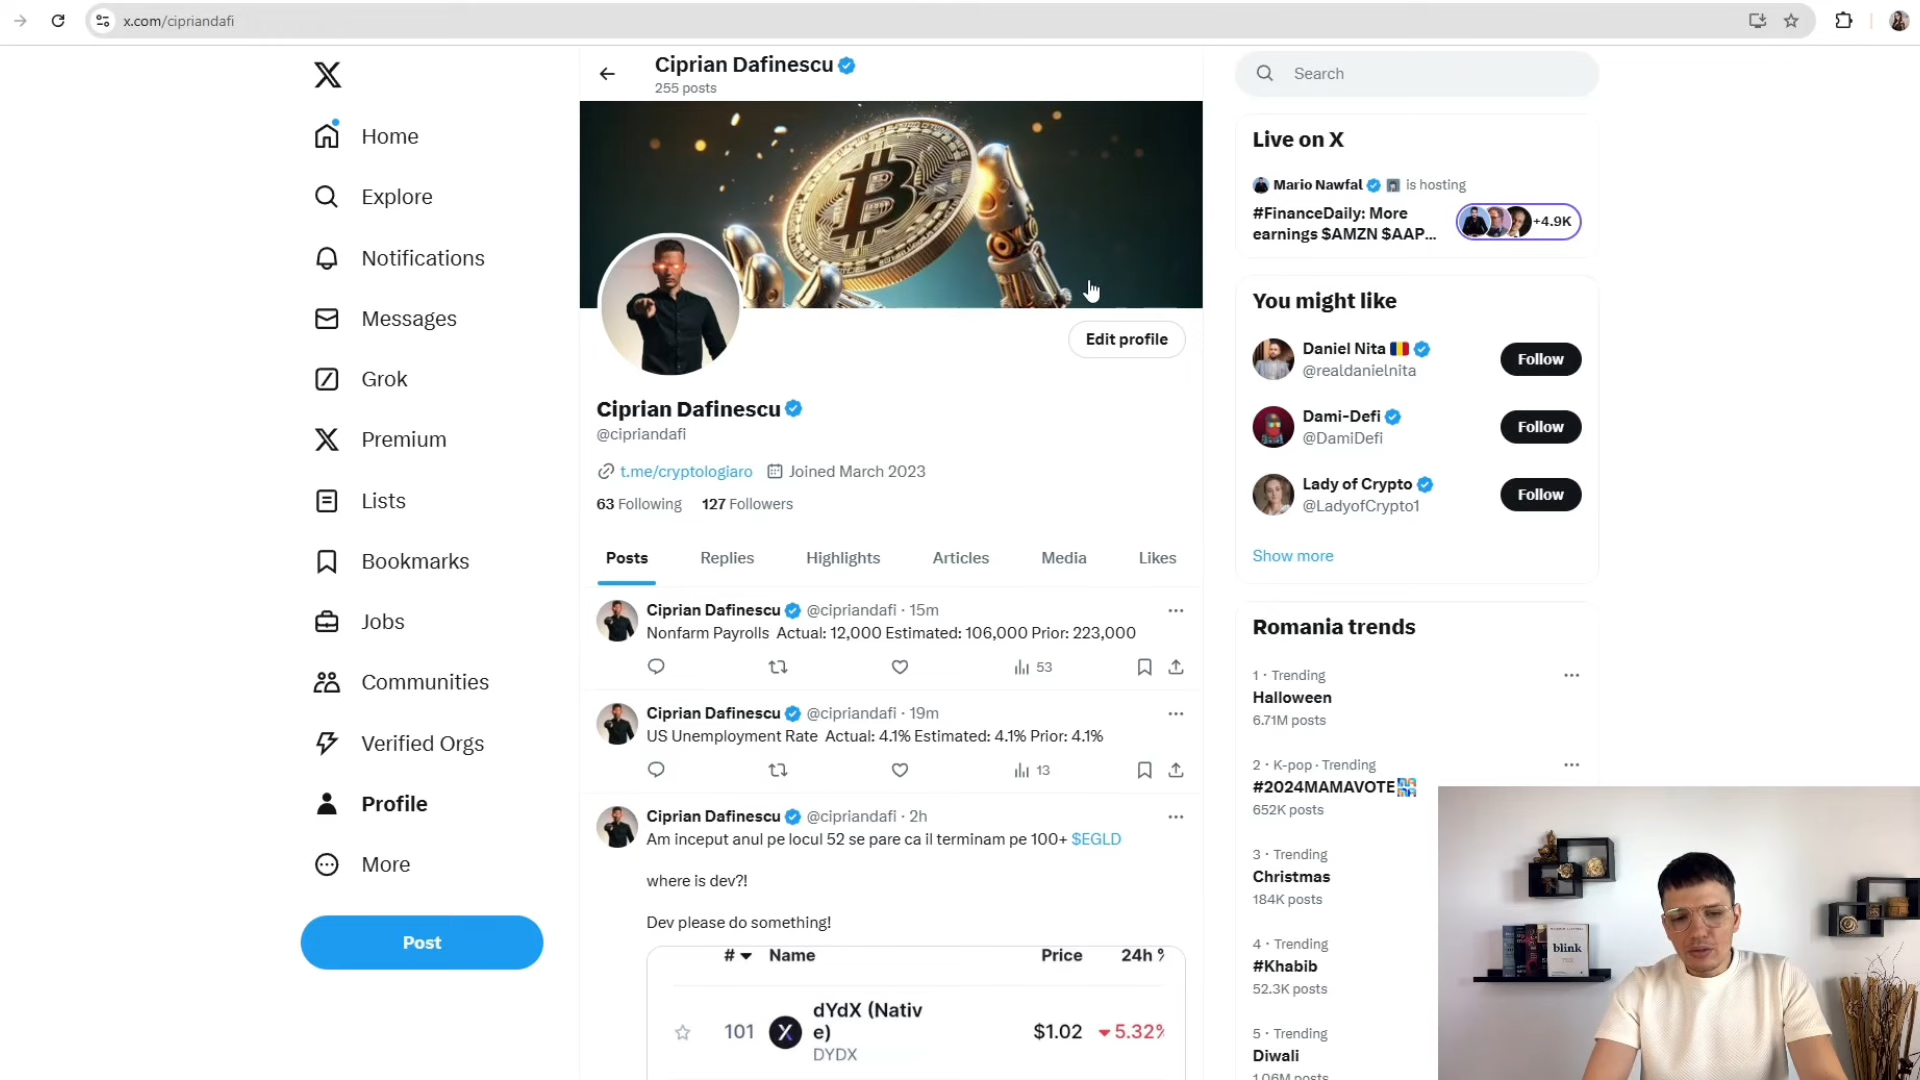 x.com/cipriandafi
Ciprian Dafinescu
255 posts
Search
Home
Explore
Notifications
Messages
Grok
Premium
Lists
Bookmarks
Jobs
Communities
Verified Orgs
Profile
More
Post
Edit profile
Ciprian Dafinescu
@cipriandafi
t.me/cryptologiaro Joined March 2023
63 Following 127 Followers
Posts Replies Highlights Articles Media Likes
Ciprian Dafinescu @cipriandafi · 15m
Nonfarm Payrolls Actual: 12,000 Estimated: 106,000 Prior: 223,000
53
Ciprian Dafinescu @cipriandafi · 19m
US Unemployment Rate Actual: 4.1% Estimated: 4.1% Prior: 4.1%
13
Ciprian Dafinescu @cipriandafi · 2h
Am inceput anul pe locul 52 se pare ca il terminam pe 100+ $EGLD
where is dev?!
Dev please do something!
# Name Price 24h %
101 dYdX (Nativ
e)
DYDX
$1.02 5.32%
Live on X
Mario Nawfal is hosting
#FinanceDaily: More
earnings $AMZN $AAP...
+4.9K
You might like
Daniel Nita
@realdanielnita
Follow
Dami-Defi
@DamiDefi
Follow
Lady of Crypto
@LadyofCrypto1
Follow
Show more
Romania trends
1 · Trending
Halloween
6.71M posts
2 · K-pop · Trending
#2024MAMAVOTE
652K posts
3 · Trending
Christmas
184K posts
4 · Trending
#Khabib
52.3K posts
5 · Trending
Diwali
1.06M posts
blink